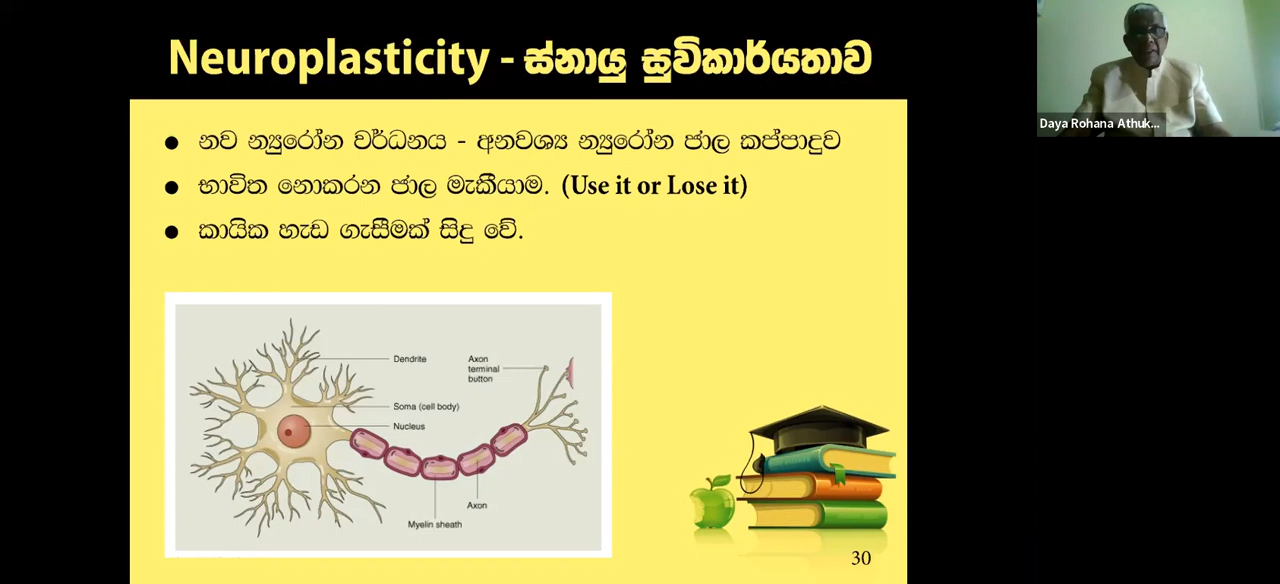 Neuroplasticity - ස්නායු සුවිකාර්යතාව
Daya Rohana Athuk...
● නව න්‍යුරෝන වර්ධනය - අනවශ්‍ය න්‍යුරෝන ජාල කප්පාදුව
● භාවිත නොකරන ජාල මැකීයාම. (Use it or Lose it)
● කායික හැඩ ගැසීමක් සිදු වේ.
Dendrite
Axon
terminal
button
Soma (cell body)
Nucleus
Axon
Myelin sheath
30